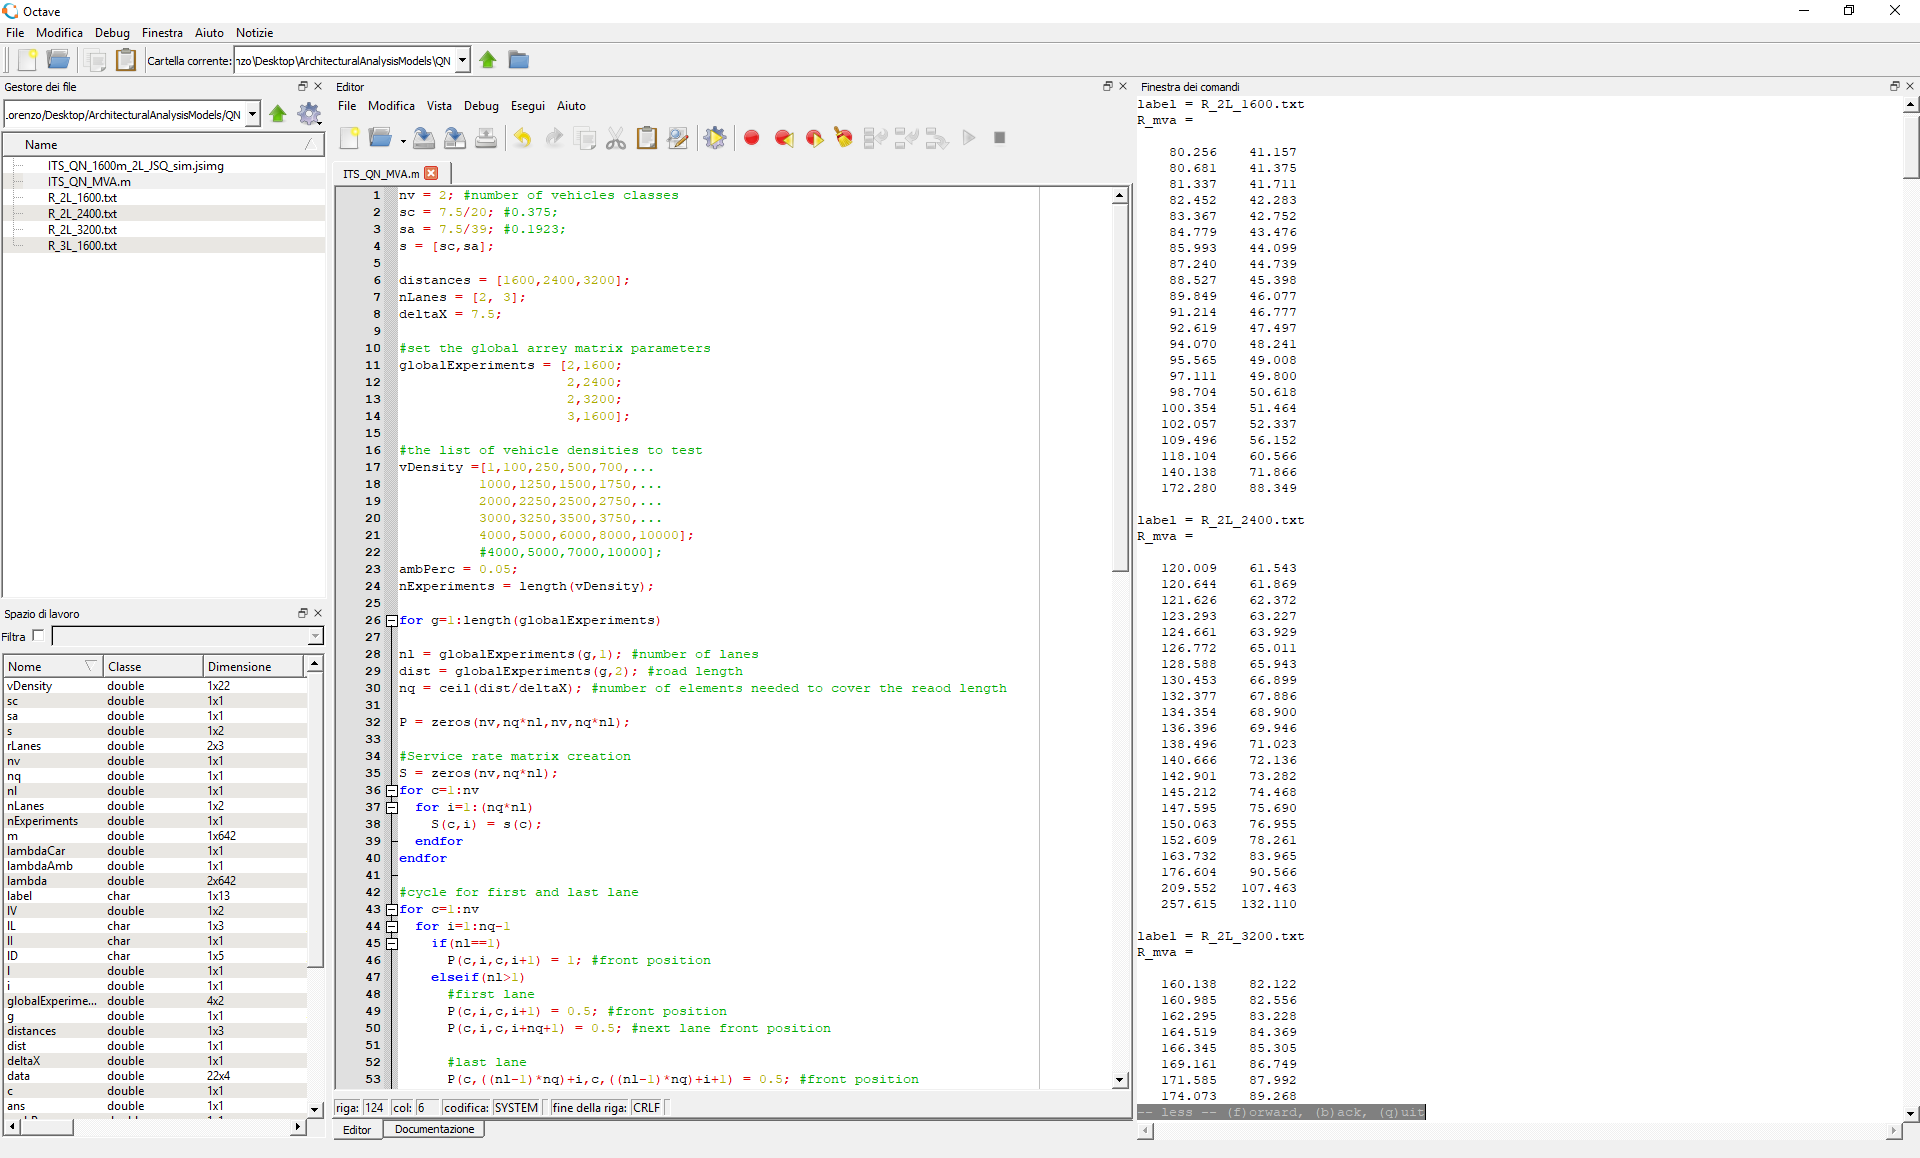 Octave
File Modifica Debug Finestra Aiuto Notizie
Cartella corrente: nzo\Desktop\ArchitecturalAnalysisModels\QN
Gestore dei file
.orenzo/Desktop/ArchitecturalAnalysisModels/QN
Name
ITS_QN_1600m_2L_JSQ_sim.jsimg
ITS_QN_MVA.m
R_2L_1600.txt
R_2L_2400.txt
R_2L_3200.txt
R_3L_1600.txt
Spazio di lavoro
Filtra
Nome Classe Dimensione
vDensity double 1x22
sc double 1x1
sa double 1x1
s double 1x2
rLanes double 2x3
nv double 1x1
nq double 1x1
nl double 1x1
nLanes double 1x2
nExperiments double 1x1
m double 1x642
lambdaCar double 1x1
lambdaAmb double 1x1
lambda double 2x642
label char 1x13
lV double 1x2
lL char 1x3
ll char 1x1
lD char 1x5
l double 1x1
i double 1x1
globalExperime... double 4x2
g double 1x1
distances double 1x3
dist double 1x1
deltaX double 1x1
data double 22x4
c double 1x1
ans double 1x1
Editor
File Modifica Vista Debug Esegui Aiuto
ITS_QN_MVA.m
1 nv = 2; #number of vehicles classes
2 sc = 7.5/20; #0.375;
3 sa = 7.5/39; #0.1923;
4 s = [sc,sa];
5
6 distances = [1600,2400,3200];
7 nLanes = [2, 3];
8 deltaX = 7.5;
9
10 #set the global arrey matrix parameters
11 globalExperiments = [2,1600;
12 2,2400;
13 2,3200;
14 3,1600];
15
16 #the list of vehicle densities to test
17 vDensity =[1,100,250,500,700,...
18 1000,1250,1500,1750,...
19 2000,2250,2500,2750,...
20 3000,3250,3500,3750,...
21 4000,5000,6000,8000,10000];
22 #4000,5000,7000,10000];
23 ambPerc = 0.05;
24 nExperiments = length(vDensity);
25
26 for g=1:length(globalExperiments)
27
28 nl = globalExperiments(g,1); #number of lanes
29 dist = globalExperiments(g,2); #road length
30 nq = ceil(dist/deltaX); #number of elements needed to cover the reaod length
31
32 P = zeros(nv,nq*nl,nv,nq*nl);
33
34 #Service rate matrix creation
35 S = zeros(nv,nq*nl);
36 for c=1:nv
37 for i=1:(nq*nl)
38 S(c,i) = s(c);
39 endfor
40 endfor
41
42 #cycle for first and last lane
43 for c=1:nv
44 for i=1:nq-1
45 if(nl==1)
46 P(c,i,c,i+1) = 1; #front position
47 elseif(nl>1)
48 #first lane
49 P(c,i,c,i+1) = 0.5; #front position
50 P(c,i,c,i+nq+1) = 0.5; #next lane front position
51
52 #last lane
53 P(c,((nl-1)*nq)+i,c,((nl-1)*nq)+i+1) = 0.5; #front position
riga: 124 col: 6 codifica: SYSTEM fine della riga: CRLF
Editor Documentazione
Finestra dei comandi
label = R_2L_1600.txt
R_mva =
80.256 41.157
80.681 41.375
81.337 41.711
82.452 42.283
83.367 42.752
84.779 43.476
85.993 44.099
87.240 44.739
88.527 45.398
89.849 46.077
91.214 46.777
92.619 47.497
94.070 48.241
95.565 49.008
97.111 49.800
98.704 50.618
100.354 51.464
102.057 52.337
109.496 56.152
118.104 60.566
140.138 71.866
172.280 88.349
label = R_2L_2400.txt
R_mva =
120.009 61.543
120.644 61.869
121.626 62.372
123.293 63.227
124.661 63.929
126.772 65.011
128.588 65.943
130.453 66.899
132.377 67.886
134.354 68.900
136.396 69.946
138.496 71.023
140.666 72.136
142.901 73.282
145.212 74.468
147.595 75.690
150.063 76.955
152.609 78.261
163.732 83.965
176.604 90.566
209.552 107.463
257.615 132.110
label = R_2L_3200.txt
R_mva =
160.138 82.122
160.985 82.556
162.295 83.228
164.519 84.369
166.345 85.305
169.161 86.749
171.585 87.992
174.073 89.268
-- less -- (f)orward, (b)ack, (q)uit